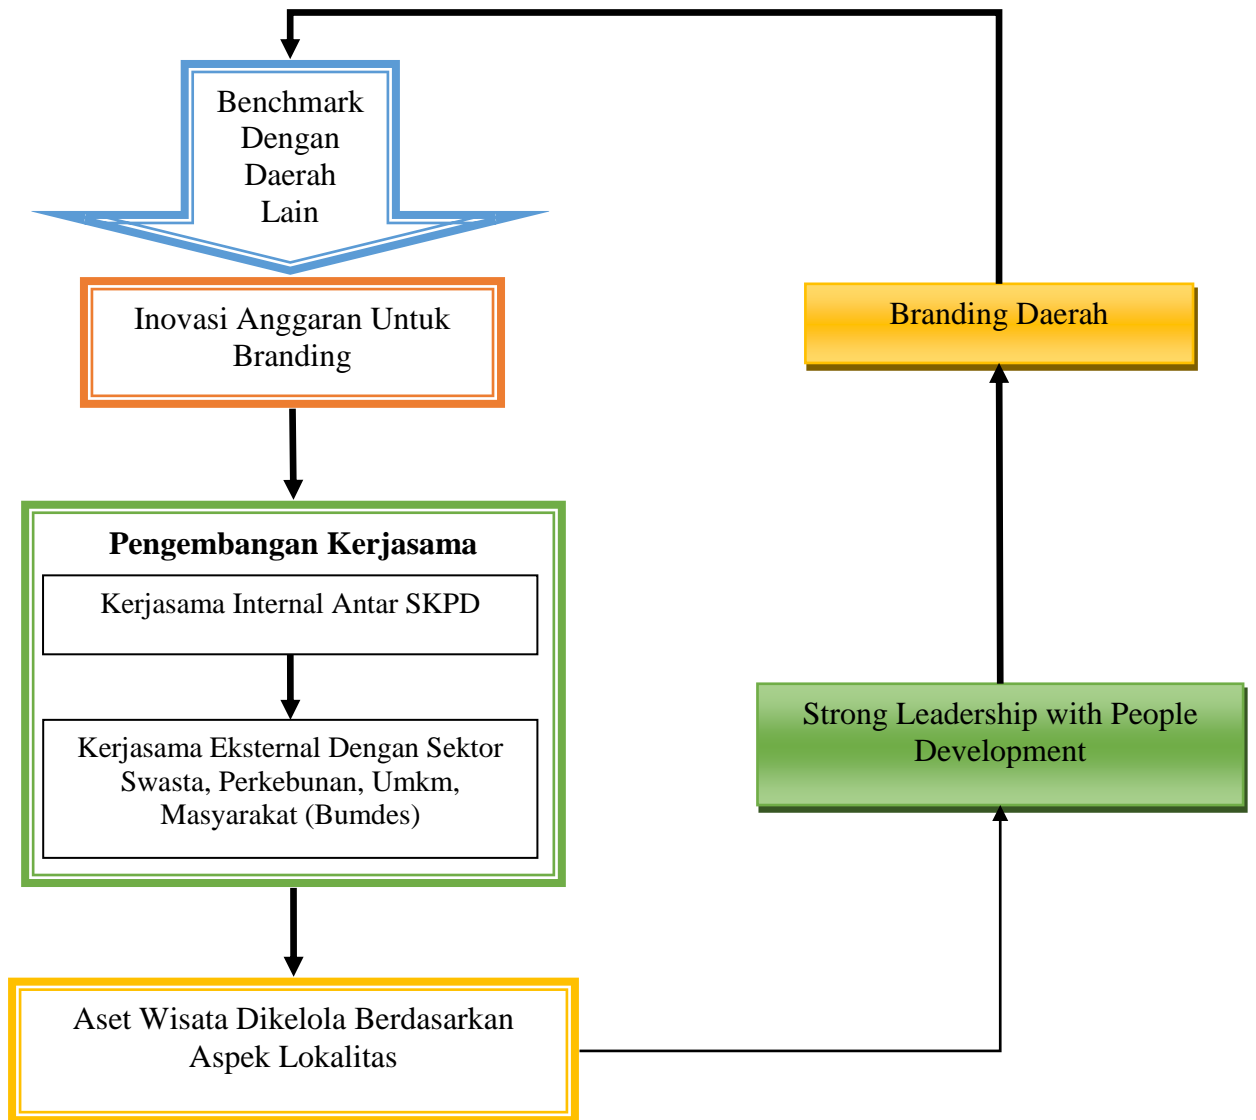 Benchmark
Dengan
Daerah
Lain
Inovasi Anggaran Untuk
Branding
Branding Daerah
Pengembangan Kerjasama
Kerjasama Internal Antar SKPD
Kerjasama Eksternal Dengan Sektor
Swasta, Perkebunan, Umkm,
Masyarakat (Bumdes)
Strong Leadership with People
Development
Aset Wisata Dikelola Berdasarkan
Aspek Lokalitas